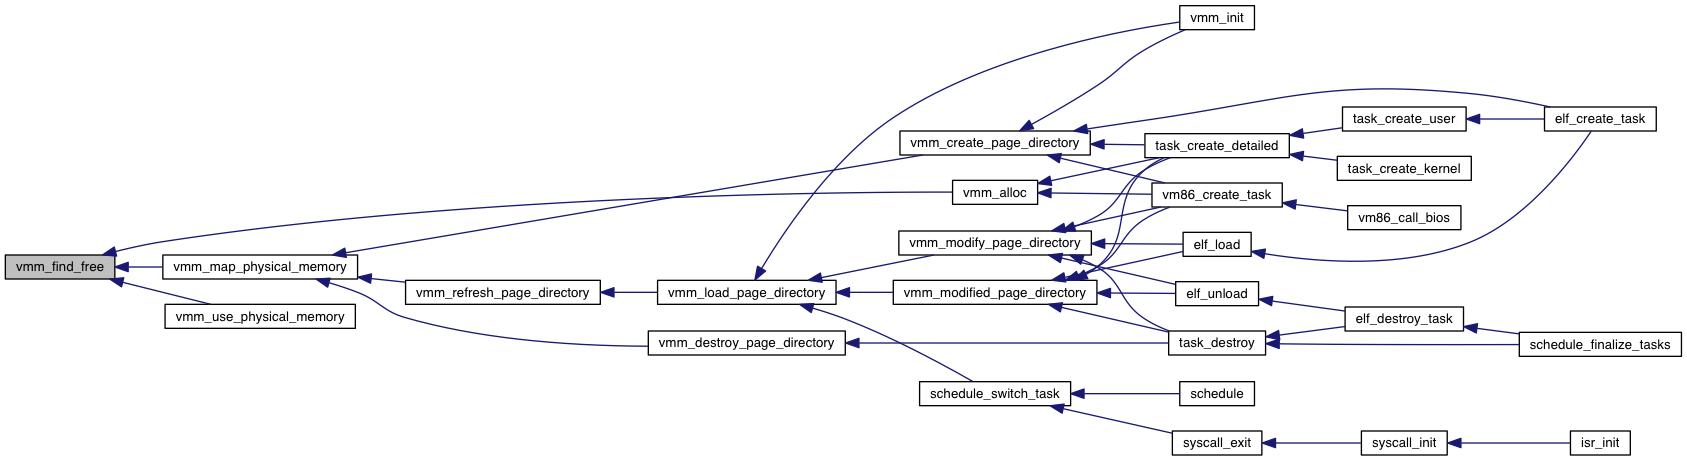 vmm_init
elf_create_task
task_create_user
vmm_create_page_directory
task_create_detailed
task_create_kernel
vmm_alloc
vm86_create_task
vm86_call_bios
vmm_modify_page_directory
elf_load
vmm_find_free
vmm_map_physical_memory
vmm_refresh_page_directory
vmm_load_page_directory
vmm_modified_page_directory
elf_unload
vmm_use_physical_memory
elf_destroy_task
vmm_destroy_page_directory
task_destroy
schedule_finalize_tasks
schedule_switch_task
schedule
syscall_exit
syscall_init
isr_init